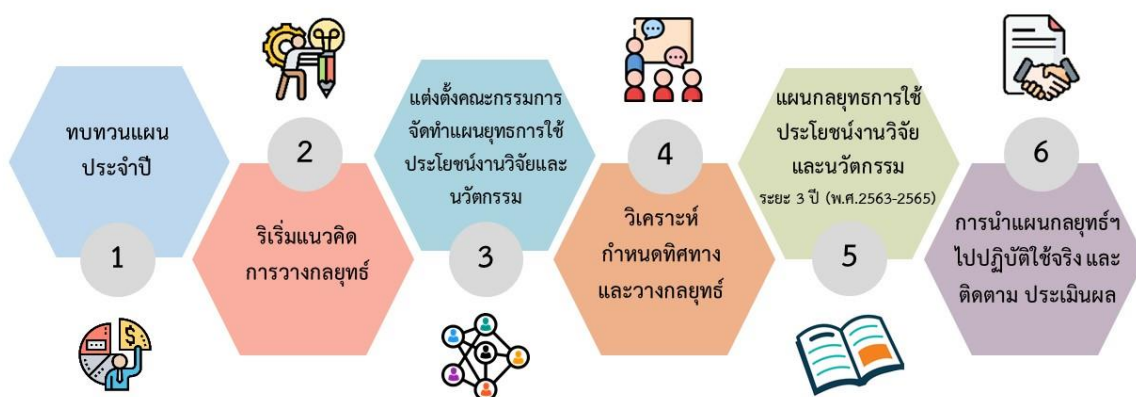 ทบทวนแผน
ประจำปี
1
2
ริเริ่มแนวคิด
การวางกลยุทธ์
แต่งตั้งคณะกรรมการ
จัดทำแผนยุทธการใช้
ประโยชน์งานวิจัยและ
นวัตกรรม
3
4
วิเคราะห์
กำหนดทิศทาง
และวางกลยุทธ์
แผนกลยุทธการใช้
ประโยชน์งานวิจัย
และนวัตกรรม
ระยะ 3 ปี (พ.ศ.2563-2565)
5
6
การนำแผนกลยุทธ์ฯ
ไปปฏิบัติใช้จริง และ
ติดตาม ประเมินผล